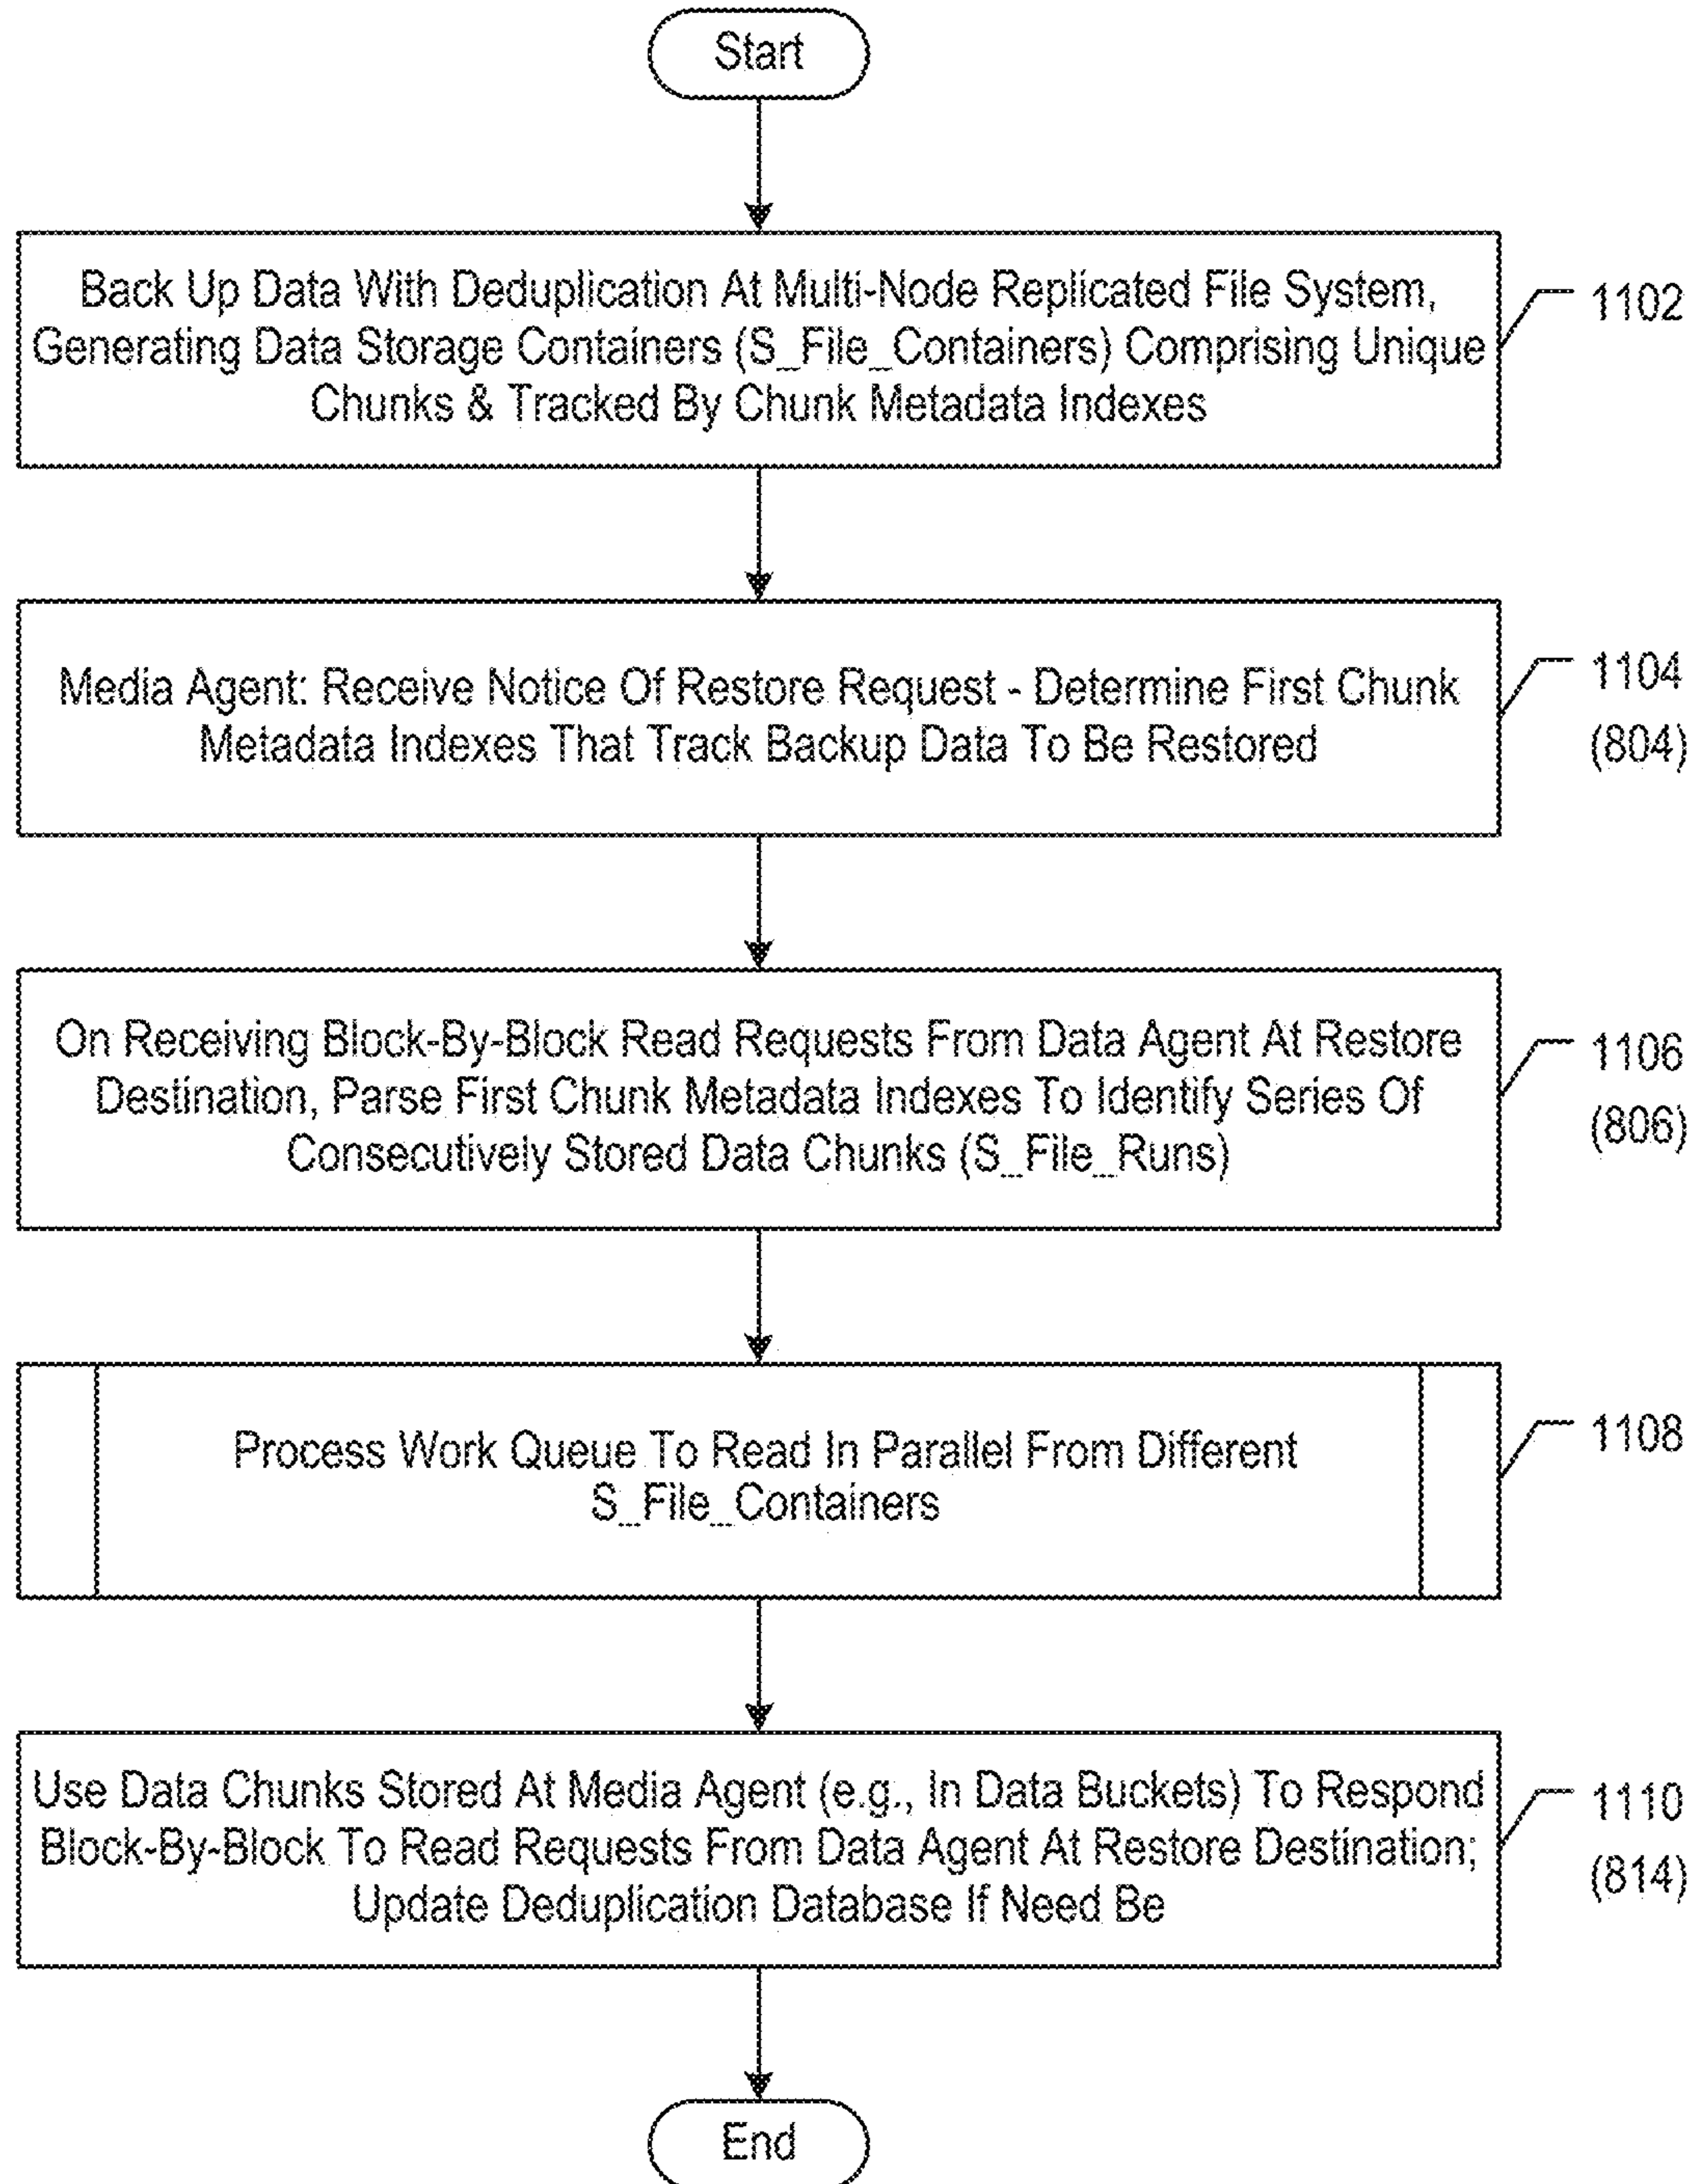 Start
Back Up Data With Deduplication At Multi-Node Replicated File System,
Generating Data Storage Containers (S_File_Containers) Comprising Unique
Chunks & Tracked By Chunk Metadata Indexes
1102
Media Agent: Receive Notice Of Restore Request - Determine First Chunk
Metadata Indexes That Track Backup Data To Be Restored
1104
(804)
On Receiving Block-By-Block Read Requests From Data Agent At Restore
Destination, Parse First Chunk Metadata Indexes To Identify Series Of
Consecutively Stored Data Chunks (S_File_Runs)
1106
(806)
Process Work Queue To Read In Parallel From Different
S_File_Containers
1108
Use Data Chunks Stored At Media Agent (e.g., In Data Buckets) To Respond
Block-By-Block To Read Requests From Data Agent At Restore Destination;
Update Deduplication Database If Need Be
1110
(814)
End